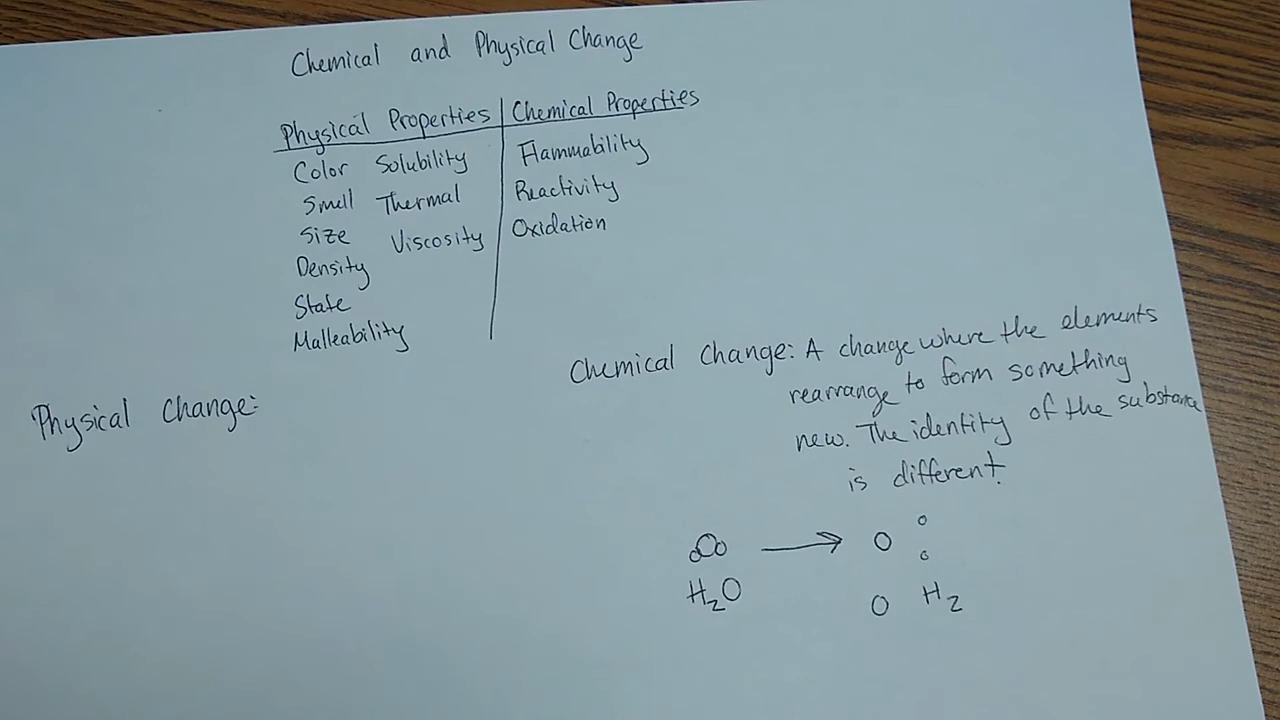 Chemical and Physical Change
Physical Properties Chemical Properties
Color Solubility Flammability
Smell Thermal Reactivity
Size Viscosity Oxidation
Density
State
Malleability
Physical Change:
Chemical Change: A change where the elements
rearrange to form something
new. The identity of the substance
is different.
H2O O H2